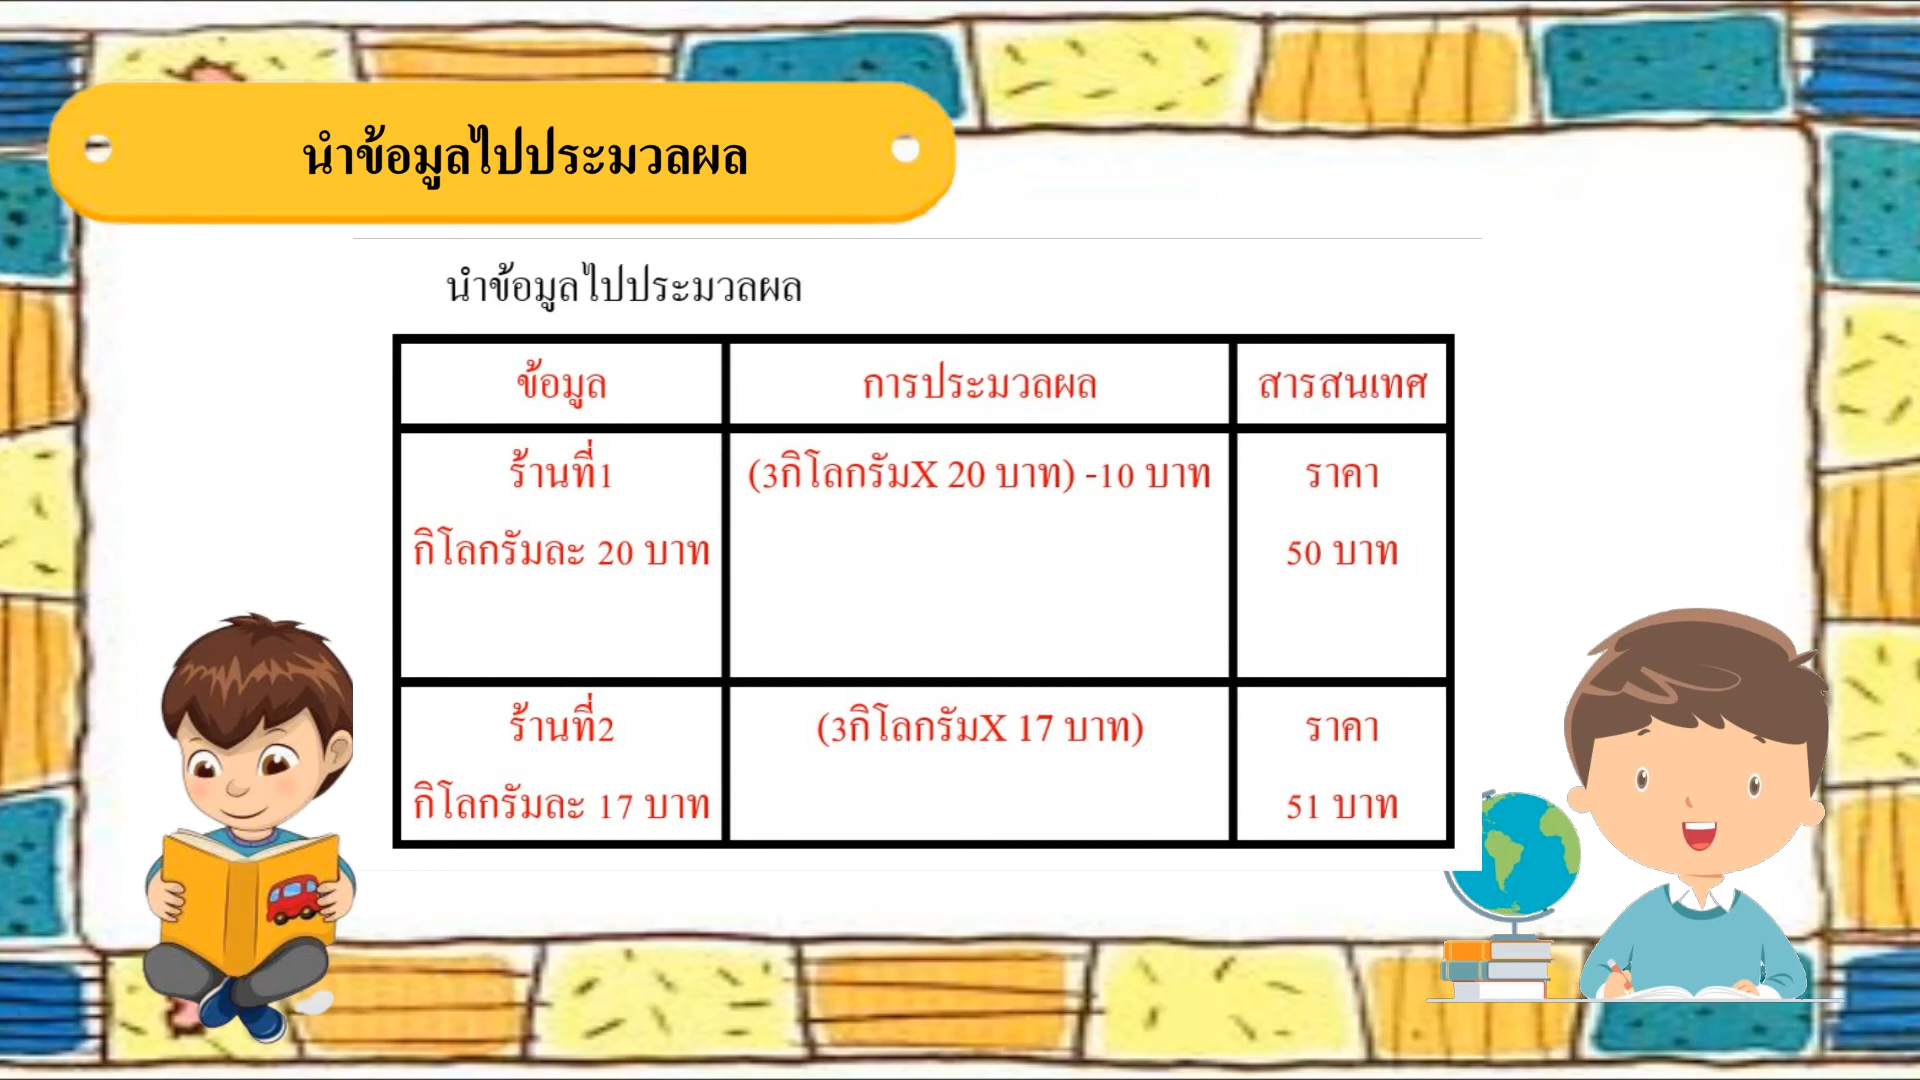 นำข้อมูลไปประมวลผล
นำข้อมูลไปประมวลผล
ข้อมูล การประมวลผล สารสนเทศ
ร้านที่1 (3กิโลกรัมX 20 บาท) -10 บาท ราคา
กิโลกรัมละ 20 บาท 50 บาท
ร้านที่2 (3กิโลกรัมX 17 บาท) ราคา
กิโลกรัมละ 17 บาท 51 บาท